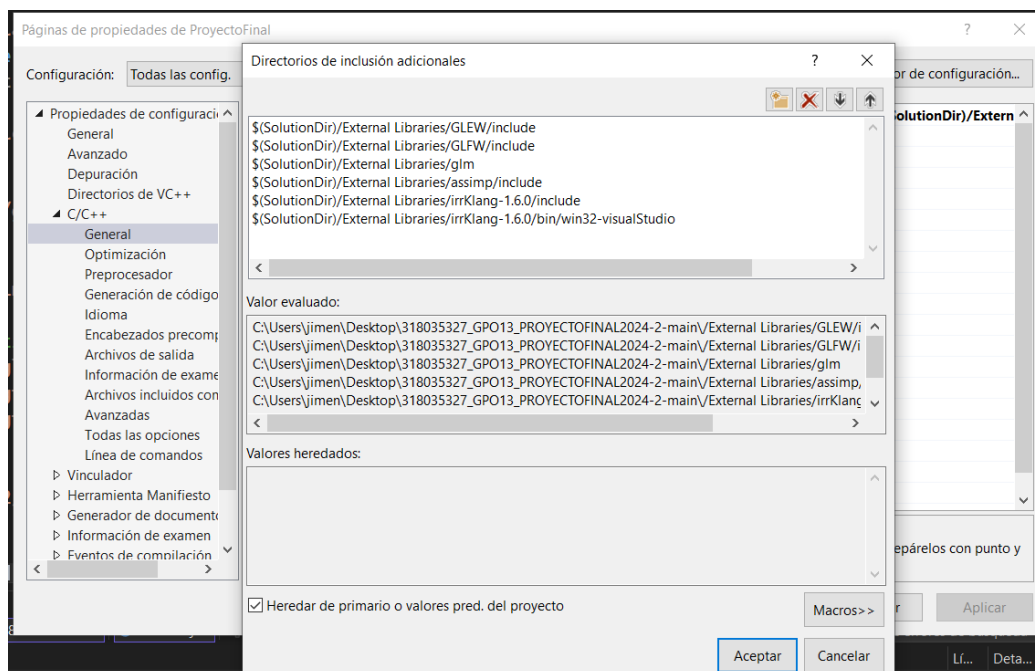 Páginas de propiedades de ProyectoFinal
Configuración: Todas las config.
or de configuración...
Propiedades de configuraci
General
Avanzado
Depuración
Directorios de VC++
C/C++
General
Optimización
Preprocesador
Generación de código
Idioma
Encabezados precomp
Archivos de salida
Información de exame
Archivos incluidos con
Avanzadas
Todas las opciones
Línea de comandos
Vinculador
Herramienta Manifiesto
Generador de documento
Información de examen
Eventos de compilación
Directorios de inclusión adicionales
$(SolutionDir)/External Libraries/GLEW/include
$(SolutionDir)/External Libraries/GLFW/include
$(SolutionDir)/External Libraries/glm
$(SolutionDir)/External Libraries/assimp/include
$(SolutionDir)/External Libraries/irrKlang-1.6.0/include
$(SolutionDir)/External Libraries/irrKlang-1.6.0/bin/win32-visualStudio
Valor evaluado:
C:\Users\jimen\Desktop\318035327_GPO13_PROYECTOFINAL2024-2-main\/External Libraries/GLEW/i
C:\Users\jimen\Desktop\318035327_GPO13_PROYECTOFINAL2024-2-main\/External Libraries/GLFW/i
C:\Users\jimen\Desktop\318035327_GPO13_PROYECTOFINAL2024-2-main\/External Libraries/glm
C:\Users\jimen\Desktop\318035327_GPO13_PROYECTOFINAL2024-2-main\/External Libraries/assimp/
C:\Users\jimen\Desktop\318035327_GPO13_PROYECTOFINAL2024-2-main\/External Libraries/irrKlang
Valores heredados:
Heredar de primario o valores pred. del proyecto
Macros>>
Aceptar Cancelar
SolutionDir)/Extern
epárelos con punto y
r Aplicar
Lí... Deta...